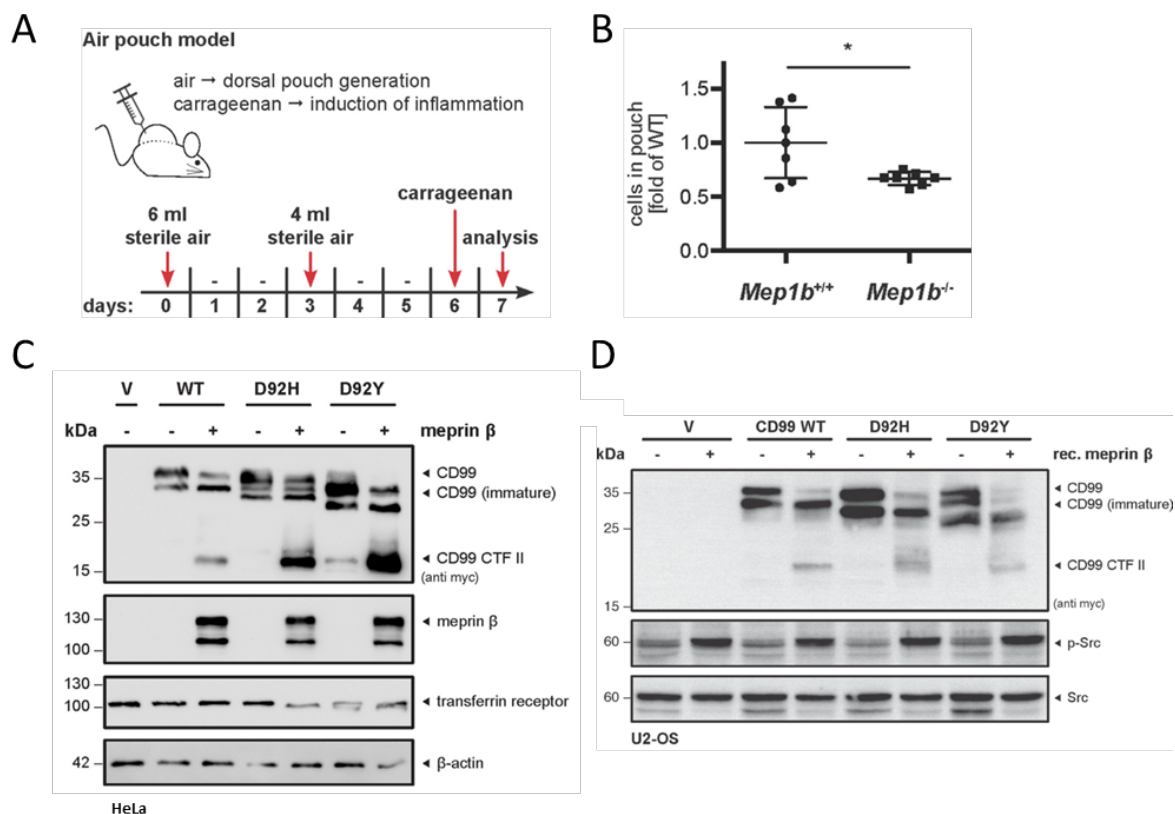 A
Air pouch model
air → dorsal pouch generation
carrageenan → induction of inflammation
carrageenan
6 ml
sterile air
4 ml
sterile air
analysis
- - - -
days: 0 1 2 3 4 5 6 7
B
*
cells in pouch
[fold of WT]
1.5
1.0
0.5
0.0
Mep1b+/+ Mep1b-/-
C
V WT D92H D92Y
kDa - - + - + - + meprin β
35
25
15
CD99
CD99 (immature)
CD99 CTF II
(anti myc)
130
100
meprin β
130
100
transferrin receptor
42
β-actin
HeLa
D
V CD99 WT D92H D92Y
kDa - + - + - + - + rec. meprin β
35
25
15
CD99
CD99 (immature)
CD99 CTF II
(anti myc)
60
p-Src
60
Src
U2-OS